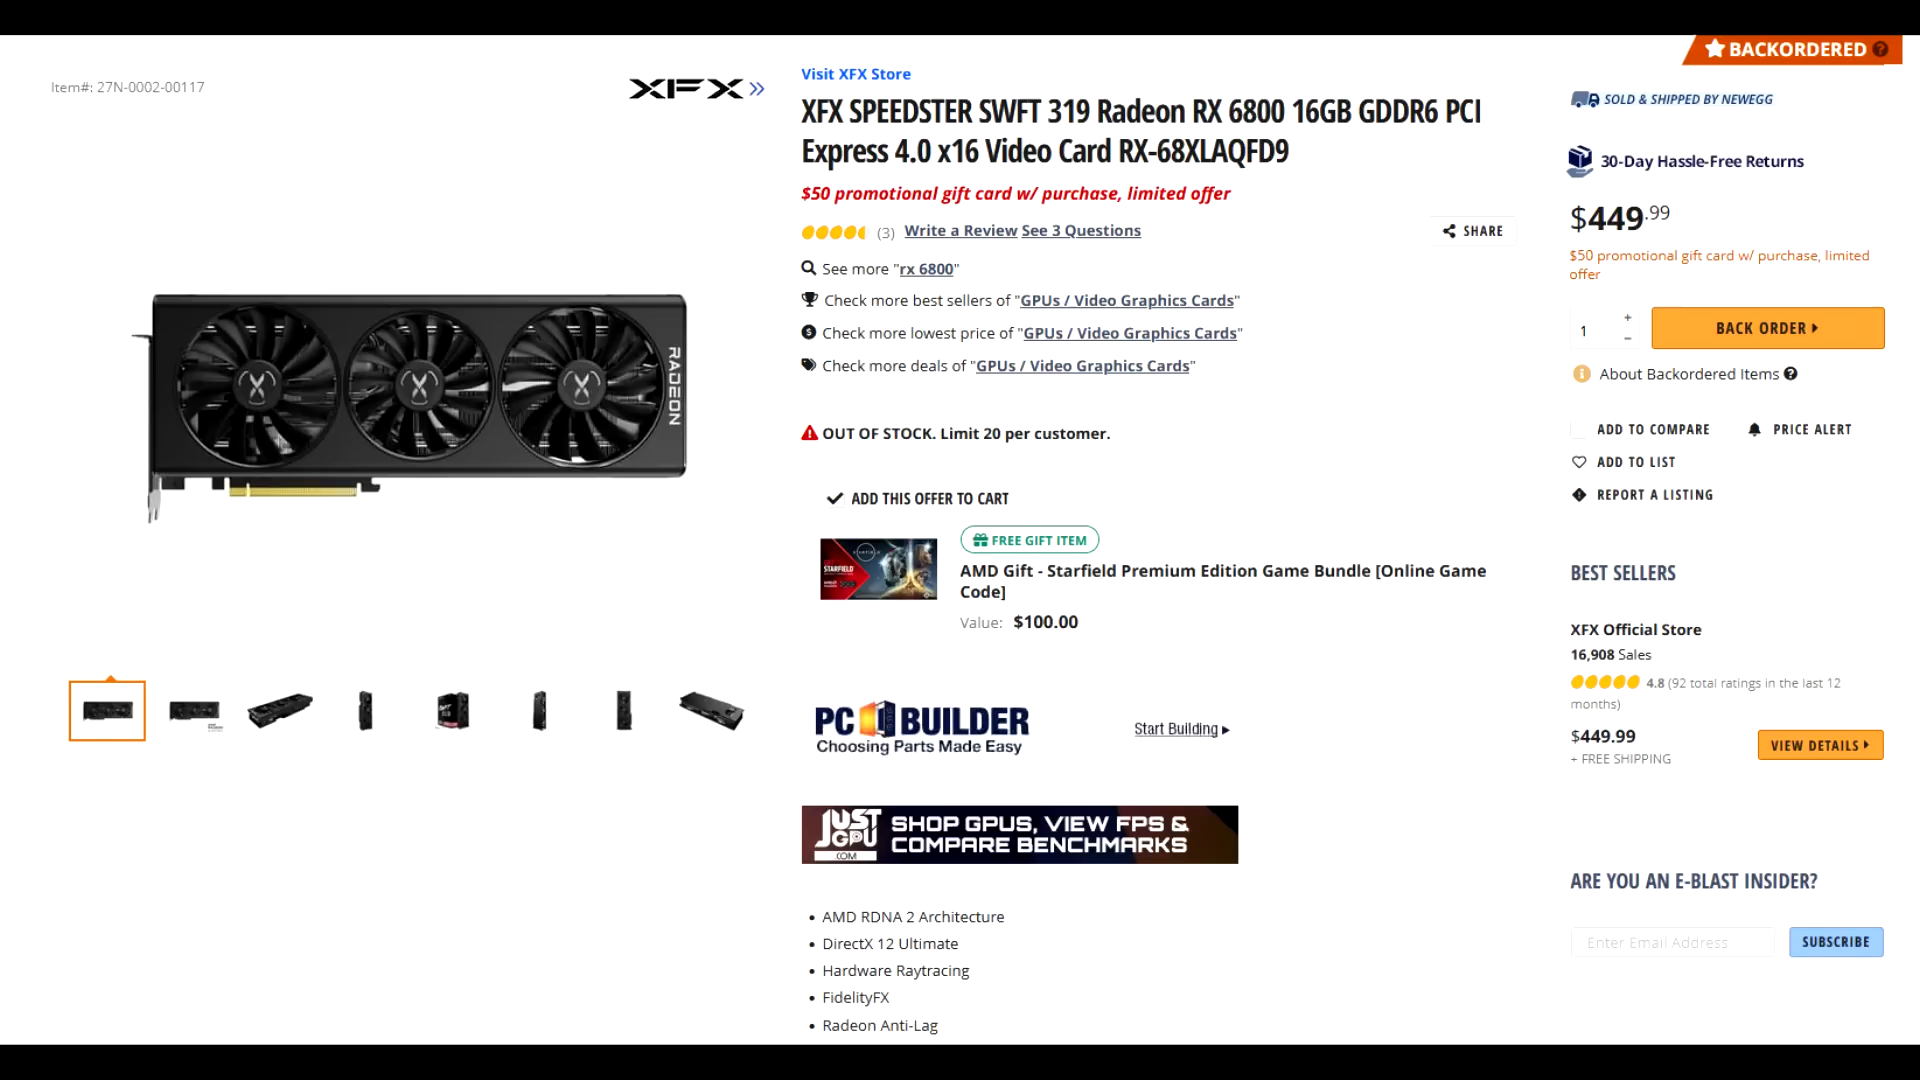 BACKORDERED
Item#: 27N-0002-00117
XFX
Visit XFX Store
XFX SPEEDSTER SWFT 319 Radeon RX 6800 16GB GDDR6 PCI
Express 4.0 x16 Video Card RX-68XLAQFD9
$50 promotional gift card w/ purchase, limited offer
(3) Write a Review See 3 Questions
SHARE
See more "rx 6800"
Check more best sellers of "GPUs / Video Graphics Cards"
Check more lowest price of "GPUs / Video Graphics Cards"
Check more deals of "GPUs / Video Graphics Cards"
RADEON
OUT OF STOCK. Limit 20 per customer.
ADD THIS OFFER TO CART
FREE GIFT ITEM
STARFIELD
AMD Gift - Starfield Premium Edition Game Bundle [Online Game
Code]
Value: $100.00
PC BUILDER
Choosing Parts Made Easy
Start Building
JUST
GPU
.COM
SHOP GPUS, VIEW FPS &
COMPARE BENCHMARKS
• AMD RDNA 2 Architecture
• DirectX 12 Ultimate
• Hardware Raytracing
• FidelityFX
• Radeon Anti-Lag
SOLD & SHIPPED BY NEWEGG
30-Day Hassle-Free Returns
$449.99
$50 promotional gift card w/ purchase, limited
offer
1
+
−
BACK ORDER
About Backordered Items
ADD TO COMPARE
PRICE ALERT
ADD TO LIST
REPORT A LISTING
BEST SELLERS
XFX Official Store
16,908 Sales
4.8 (92 total ratings in the last 12
months)
$449.99
+ FREE SHIPPING
VIEW DETAILS
ARE YOU AN E-BLAST INSIDER?
Enter Email Address
SUBSCRIBE